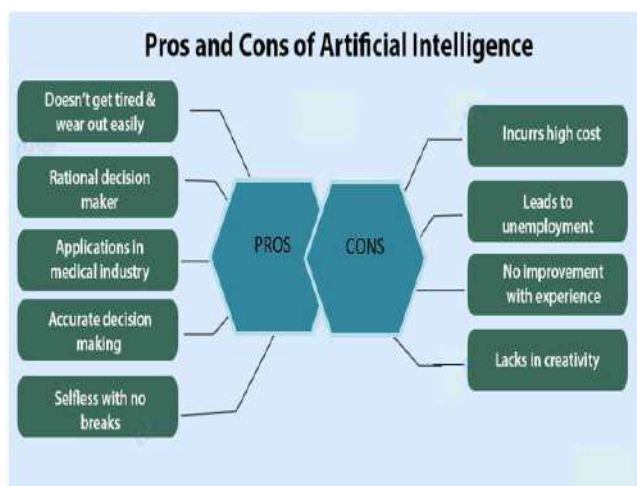 Pros and Cons of Artificial Intelligence
Doesn't get tired &
wear out easily
Rational decision
maker
Applications in
medical industry
Accurate decision
making
Selfless with no
breaks
PROS
CONS
Incurrs high cost
Leads to
unemployment
No improvement
with experience
Lacks in creativity